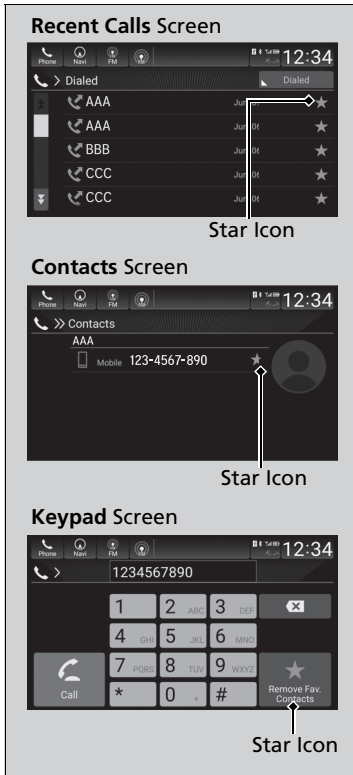 Recent Calls Screen
Phone Navi FM
12:34
Dialed Dialed
AAA
AAA
BBB
CCC
CCC
Star Icon
Contacts Screen
Phone Navi FM
12:34
Contacts
AAA
Mobile 123-4567-890
Star Icon
Keypad Screen
Phone Navi FM
12:34
1234567890
1 2 ABC 3 DEF
4 GHI 5 JKL 6 MNO
7 PQRS 8 TUV 9 WXYZ
* 0 + #
Call
Remove Fav.
Contacts
Star Icon